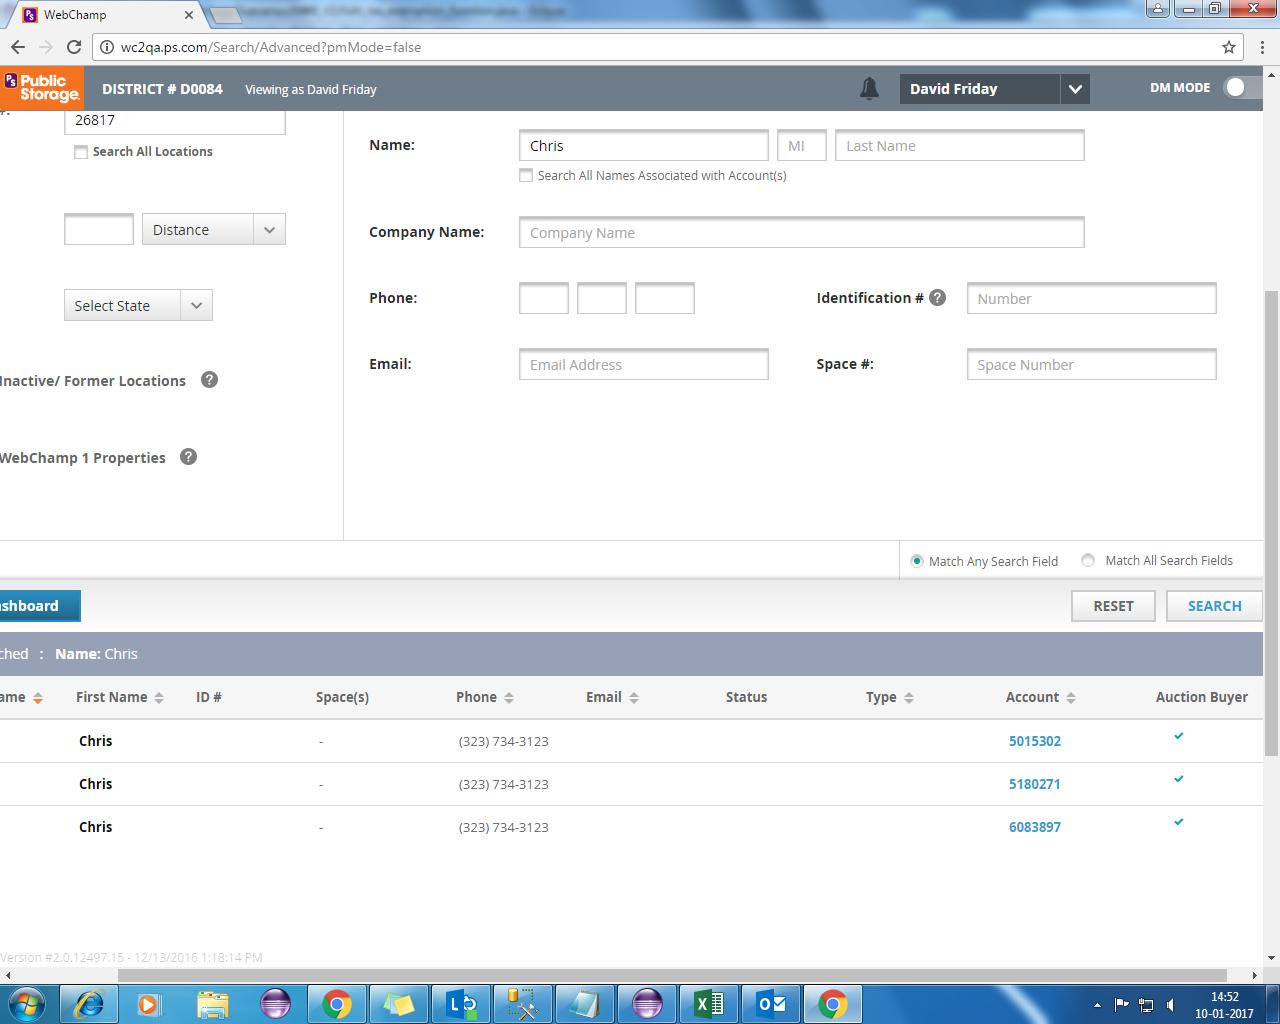 WebChamp
wc2qa.ps.com/Search/Advanced?pmMode=false
PS Public Storage.
DISTRICT # D0084
Viewing as David Friday
David Friday
DM MODE
26817
Search All Locations
Distance
Select State
Inactive/ Former Locations ?
WebChamp 1 Properties ?
Name: Chris MI Last Name
Search All Names Associated with Account(s)
Company Name: Company Name
Phone: Identification # ? Number
Email: Email Address Space #: Space Number
Match Any Search Field Match All Search Fields
shboard RESET SEARCH
ched : Name: Chris
ame First Name ID # Space(s) Phone Email Status Type Account Auction Buyer
Chris - (323) 734-3123 5015302
Chris - (323) 734-3123 5180271
Chris - (323) 734-3123 6083897
Version #2.0.12497.15 - 12/13/2016 1:18:14 PM
14:52
10-01-2017